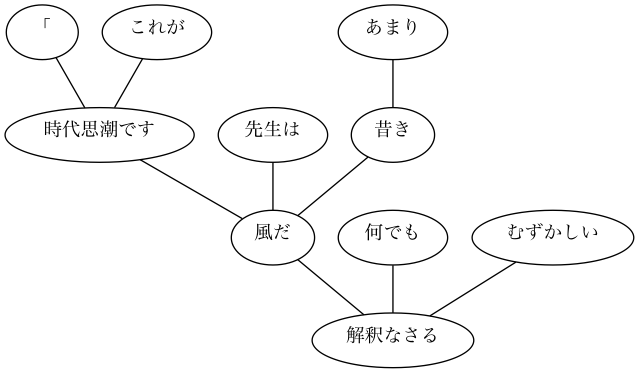 「
これが
あまり
時代思潮です
先生は
昔き
風だ
何でも
むずかしい
解釈なさる